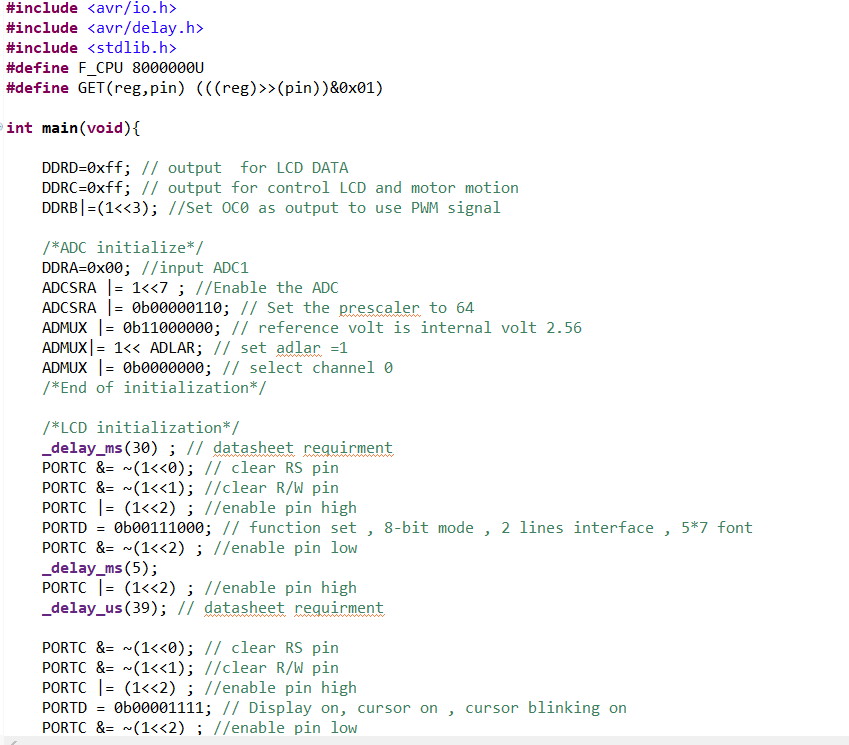 #include <avr/io.h>
#include <avr/delay.h>
#include <stdlib.h>
#define F_CPU 8000000U
#define GET(reg,pin) (((reg)>>(pin))&0x01)
int main(void){
DDRD=0xff; // output  for LCD DATA
DDRC=0xff; // output for control LCD and motor motion
DDRB|=(1<<3); //Set OC0 as output to use PWM signal
/*ADC initialize*/
DDRA=0x00; //input ADC1
ADCSRA |= 1<<7 ; //Enable the ADC
ADCSRA |= 0b00000110; // Set the prescaler to 64
ADMUX |= 0b11000000; // reference volt is internal volt 2.56
ADMUX|= 1<< ADLAR; // set adlar =1
ADMUX |= 0b0000000; // select channel 0
/*End of initialization*/
/*LCD initialization*/
_delay_ms(30) ; // datasheet requirment
PORTC &= ~(1<<0); // clear RS pin
PORTC &= ~(1<<1); //clear R/W pin
PORTC |= (1<<2) ; //enable pin high
PORTD = 0b00111000; // function set , 8-bit mode , 2 lines interface , 5*7 font
PORTC &= ~(1<<2) ; //enable pin low
_delay_ms(5);
PORTC |= (1<<2) ; //enable pin high
_delay_us(39); // datasheet requirment
PORTC &= ~(1<<0); // clear RS pin
PORTC &= ~(1<<1); //clear R/W pin
PORTC |= (1<<2) ; //enable pin high
PORTD = 0b00001111; // Display on, cursor on , cursor blinking on
PORTC &= ~(1<<2) ; //enable pin low